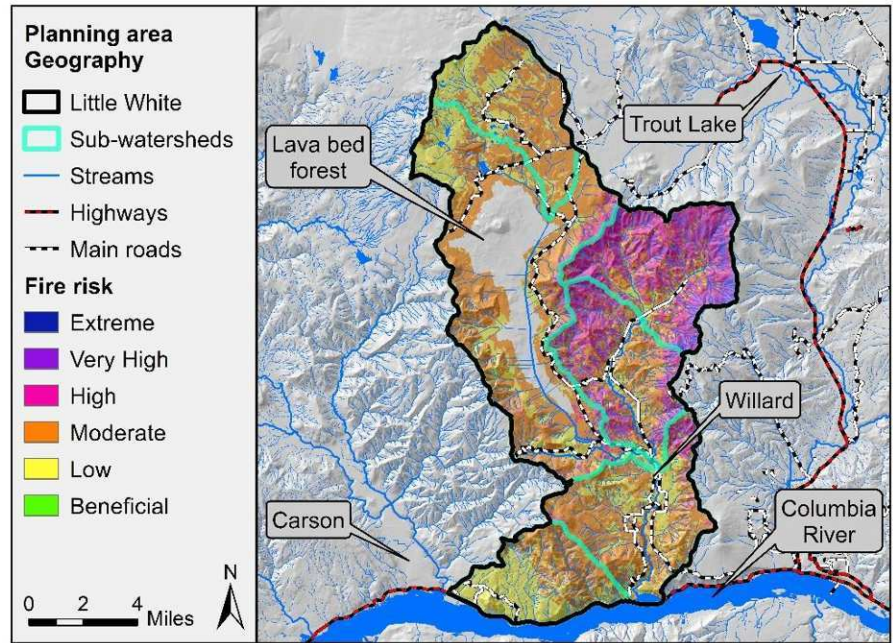 Planning area
Geography
Little White
Sub-watersheds
Streams
Highways
Main roads
Fire risk
Extreme
Very High
High
Moderate
Low
Beneficial
N
0 2 4
Miles
Lava bed
forest
Trout Lake
Willard
Carson
Columbia
River